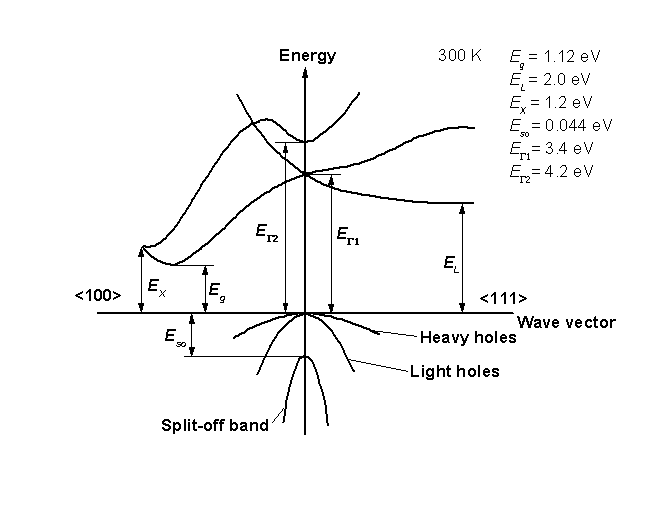 Energy
300 K
Eg = 1.12 eV
EL = 2.0 eV
EX = 1.2 eV
Eso = 0.044 eV
EΓ1 = 3.4 eV
EΓ2 = 4.2 eV
EΓ2
EΓ1
EX
Eg
EL
<100>
<111>
Wave vector
Eso
Heavy holes
Light holes
Split-off band